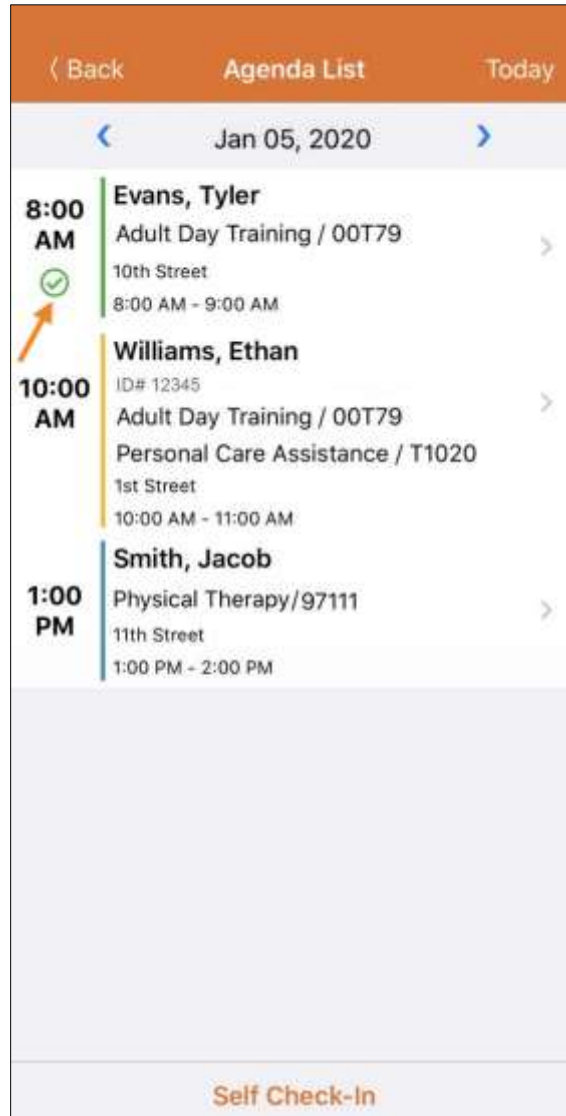 Back Agenda List Today
Jan 05, 2020
8:00 AM
Evans, Tyler
Adult Day Training / 00T79
10th Street
8:00 AM - 9:00 AM
10:00 AM
Williams, Ethan
ID# 12345
Adult Day Training / 00T79
Personal Care Assistance / T1020
1st Street
10:00 AM - 11:00 AM
1:00 PM
Smith, Jacob
Physical Therapy/97111
11th Street
1:00 PM - 2:00 PM
Self Check-In